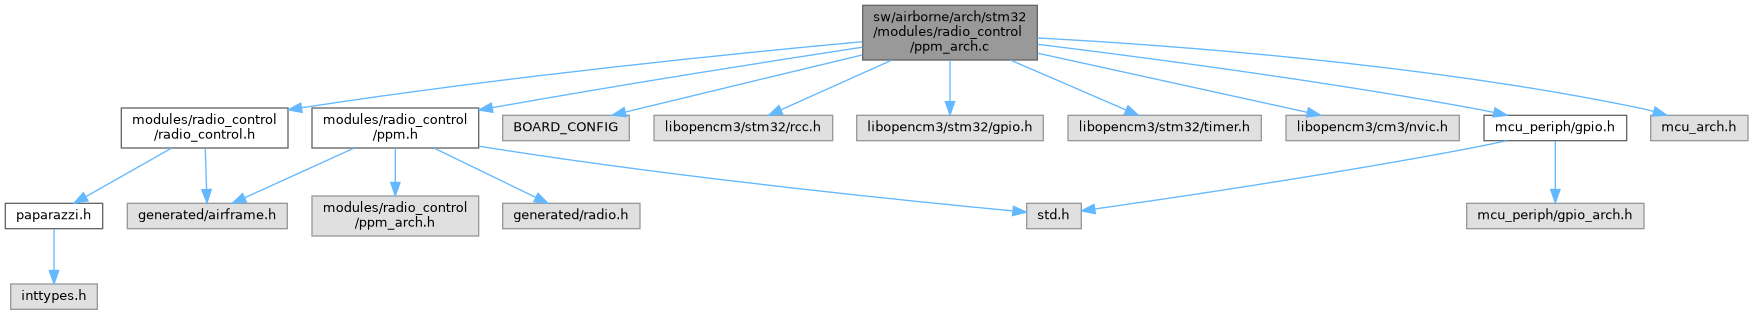 sw/airborne/arch/stm32
/modules/radio_control
/ppm_arch.c
modules/radio_control
/radio_control.h
modules/radio_control
/ppm.h
BOARD_CONFIG
libopencm3/stm32/rcc.h
libopencm3/stm32/gpio.h
libopencm3/stm32/timer.h
libopencm3/cm3/nvic.h
mcu_periph/gpio.h
mcu_arch.h
paparazzi.h
generated/airframe.h
modules/radio_control
/ppm_arch.h
generated/radio.h
std.h
mcu_periph/gpio_arch.h
inttypes.h